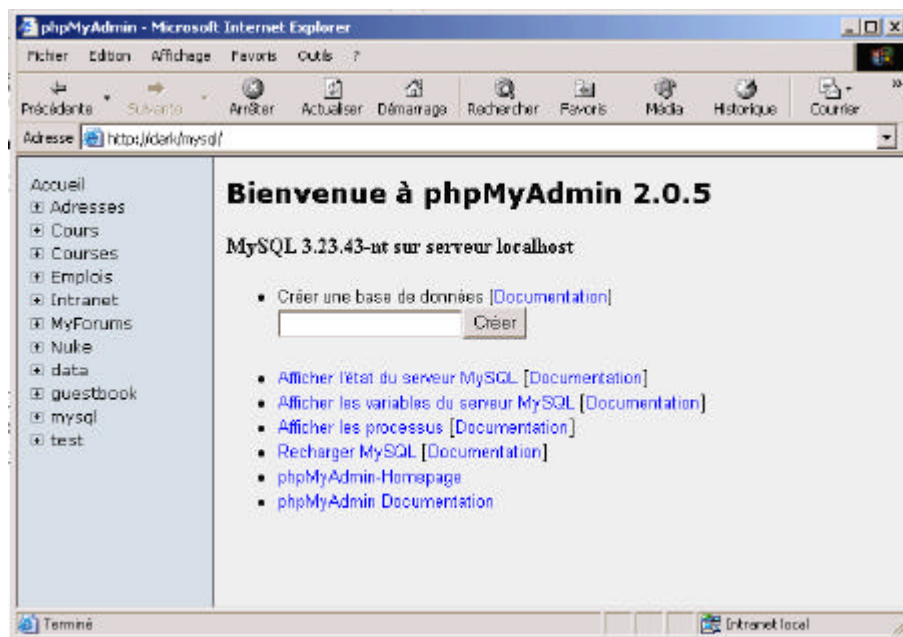 phpMyAdmin - Microsoft Internet Explorer
Fichier Edition Affichage Favoris Outils ?
Précédente Suivante Arrêter Actualiser Démarrage Rechercher Favoris Média Historique Courrier »
Adresse http://dark/mysql/
Accueil
Adresses
Cours
Courses
Emplois
Intranet
MyForums
Nuke
data
guestbook
mysql
test
Bienvenue à phpMyAdmin 2.0.5
MySQL 3.23.43-nt sur serveur localhost
Créer une base de données [Documentation]
Créer
Afficher l'état du serveur MySQL [Documentation]
Afficher les variables du serveur MySQL [Documentation]
Afficher les processus [Documentation]
Recharger MySQL [Documentation]
phpMyAdmin-Homepage
phpMyAdmin Documentation
Terminé Intranet local